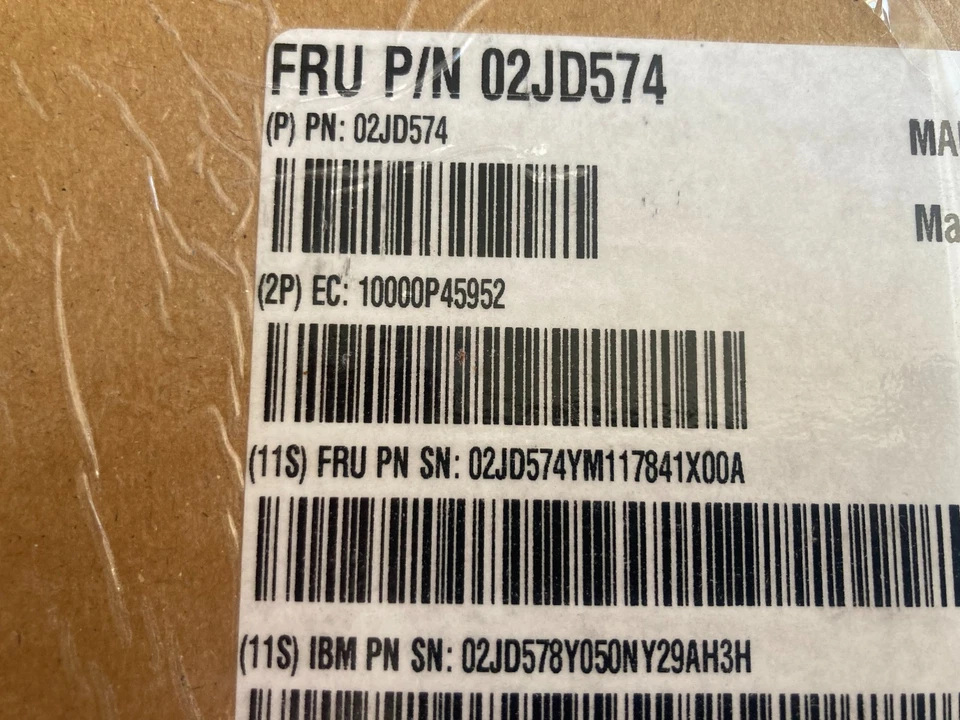 FRU P/N 02JD574
(P) PN: 02JD574
(2P) EC: 10000P45952
(11S) FRU PN SN: 02JD574YM117841X00A
(11S) IBM PN SN: 02JD578Y050NY29AH3H